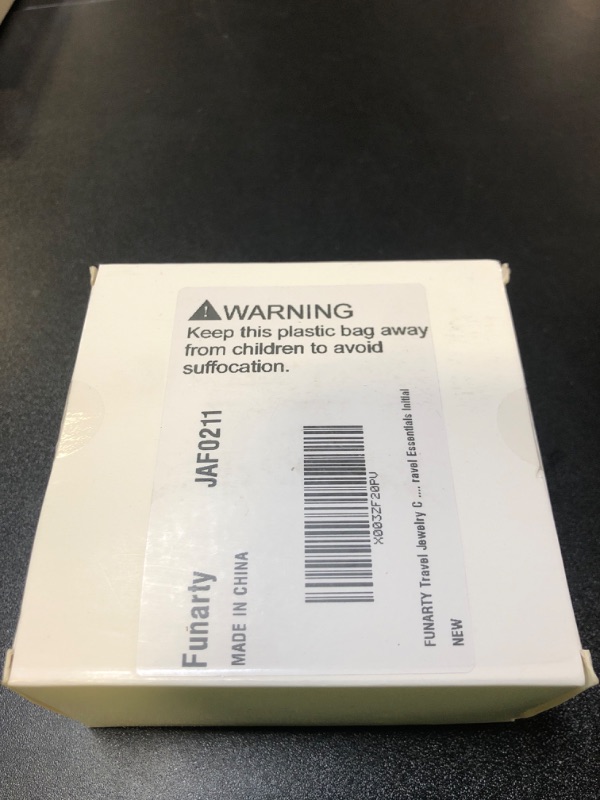 WARNING
Keep this plastic bag away
from children to avoid
suffocation.
Funarty JAF0211
MADE IN CHINA
X003ZF20PV
FUNARTY Travel Jewelry C .... ravel Essentials Initial
NEW